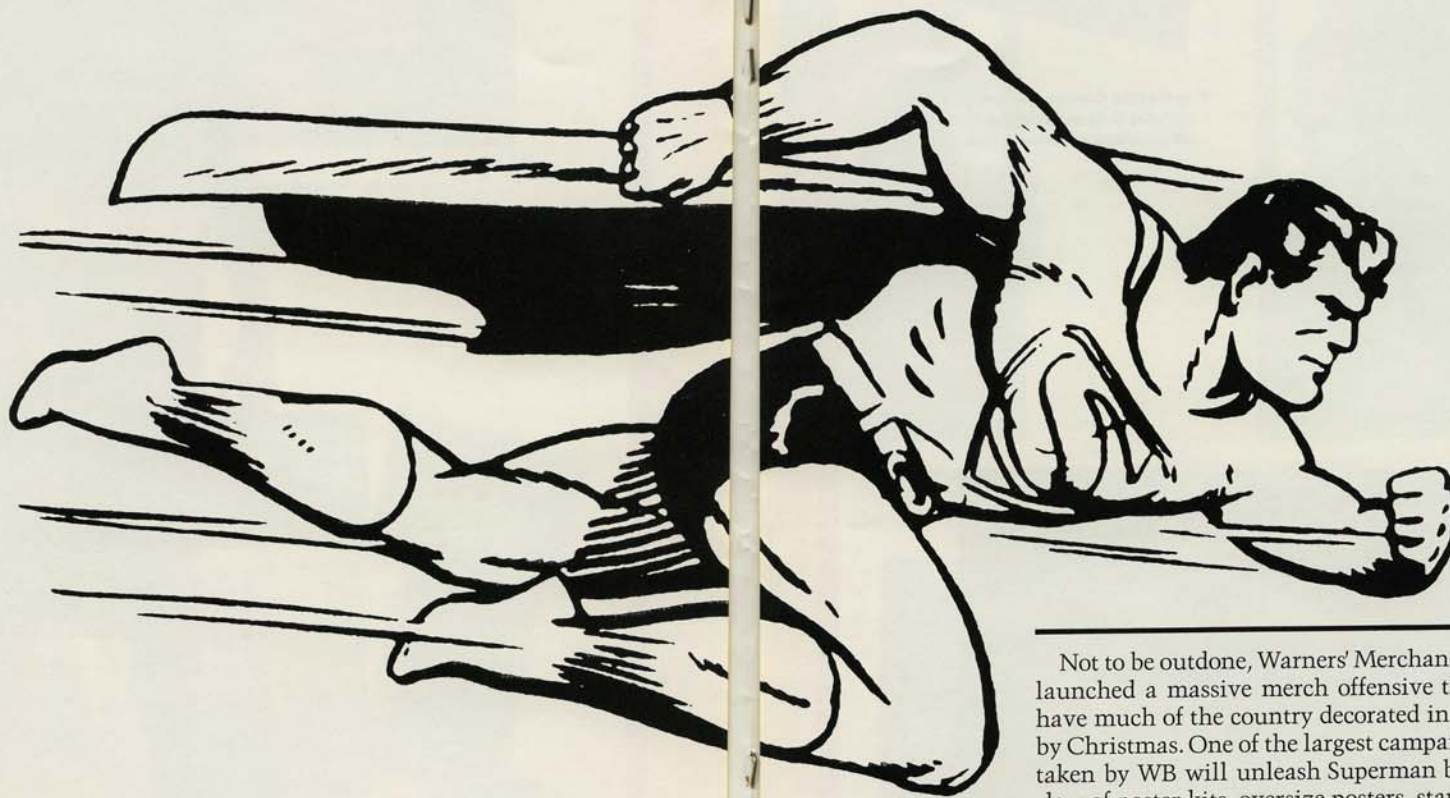 Not to be outdone, Warners' Merchan
launched a massive merch offensive t
have much of the country decorated in
by Christmas. One of the largest campa
taken by WB will unleash Superman b